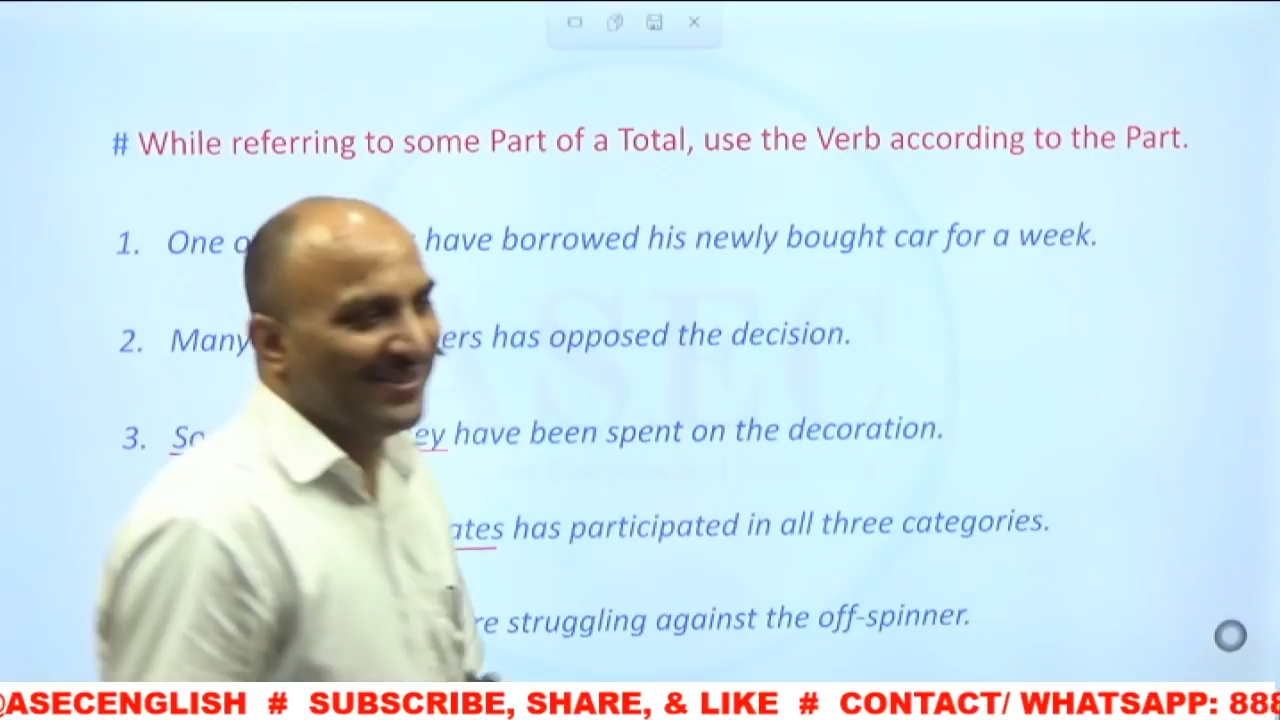 # While referring to some Part of a Total, use the Verb according to the Part.
1. One have borrowed his newly bought car for a week.
2. Many ers has opposed the decision.
3. So ey have been spent on the decoration.
ates has participated in all three categories.
re struggling against the off-spinner.
ASEC
@ASECENGLISH # SUBSCRIBE, SHARE, & LIKE # CONTACT/ WHATSAPP: 888